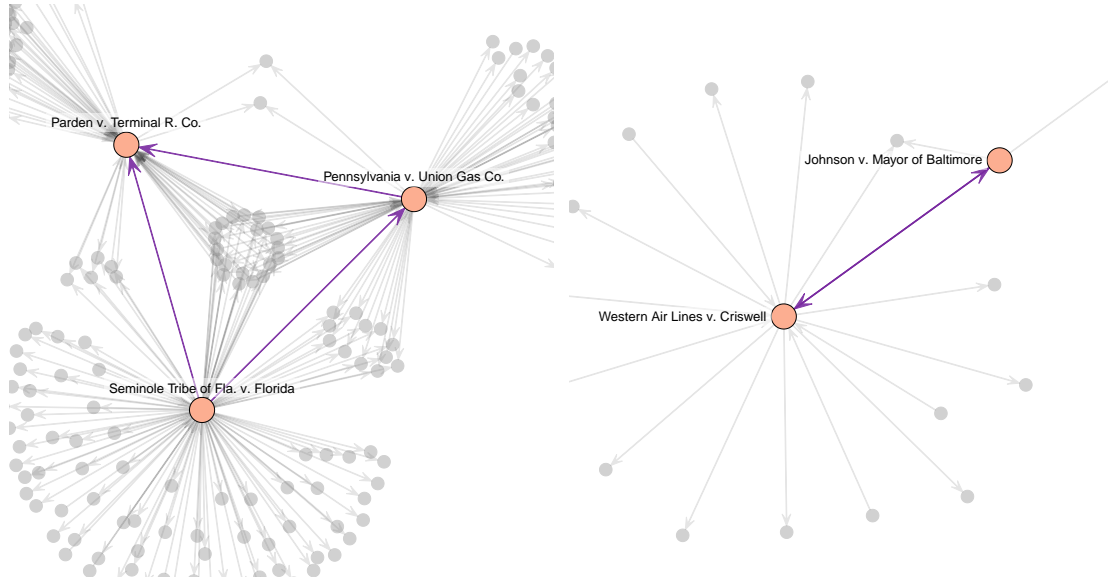 Parden v. Terminal R. Co.
Pennsylvania v. Union Gas Co.
Seminole Tribe of Fla. v. Florida
Johnson v. Mayor of Baltimore
Western Air Lines v. Criswell